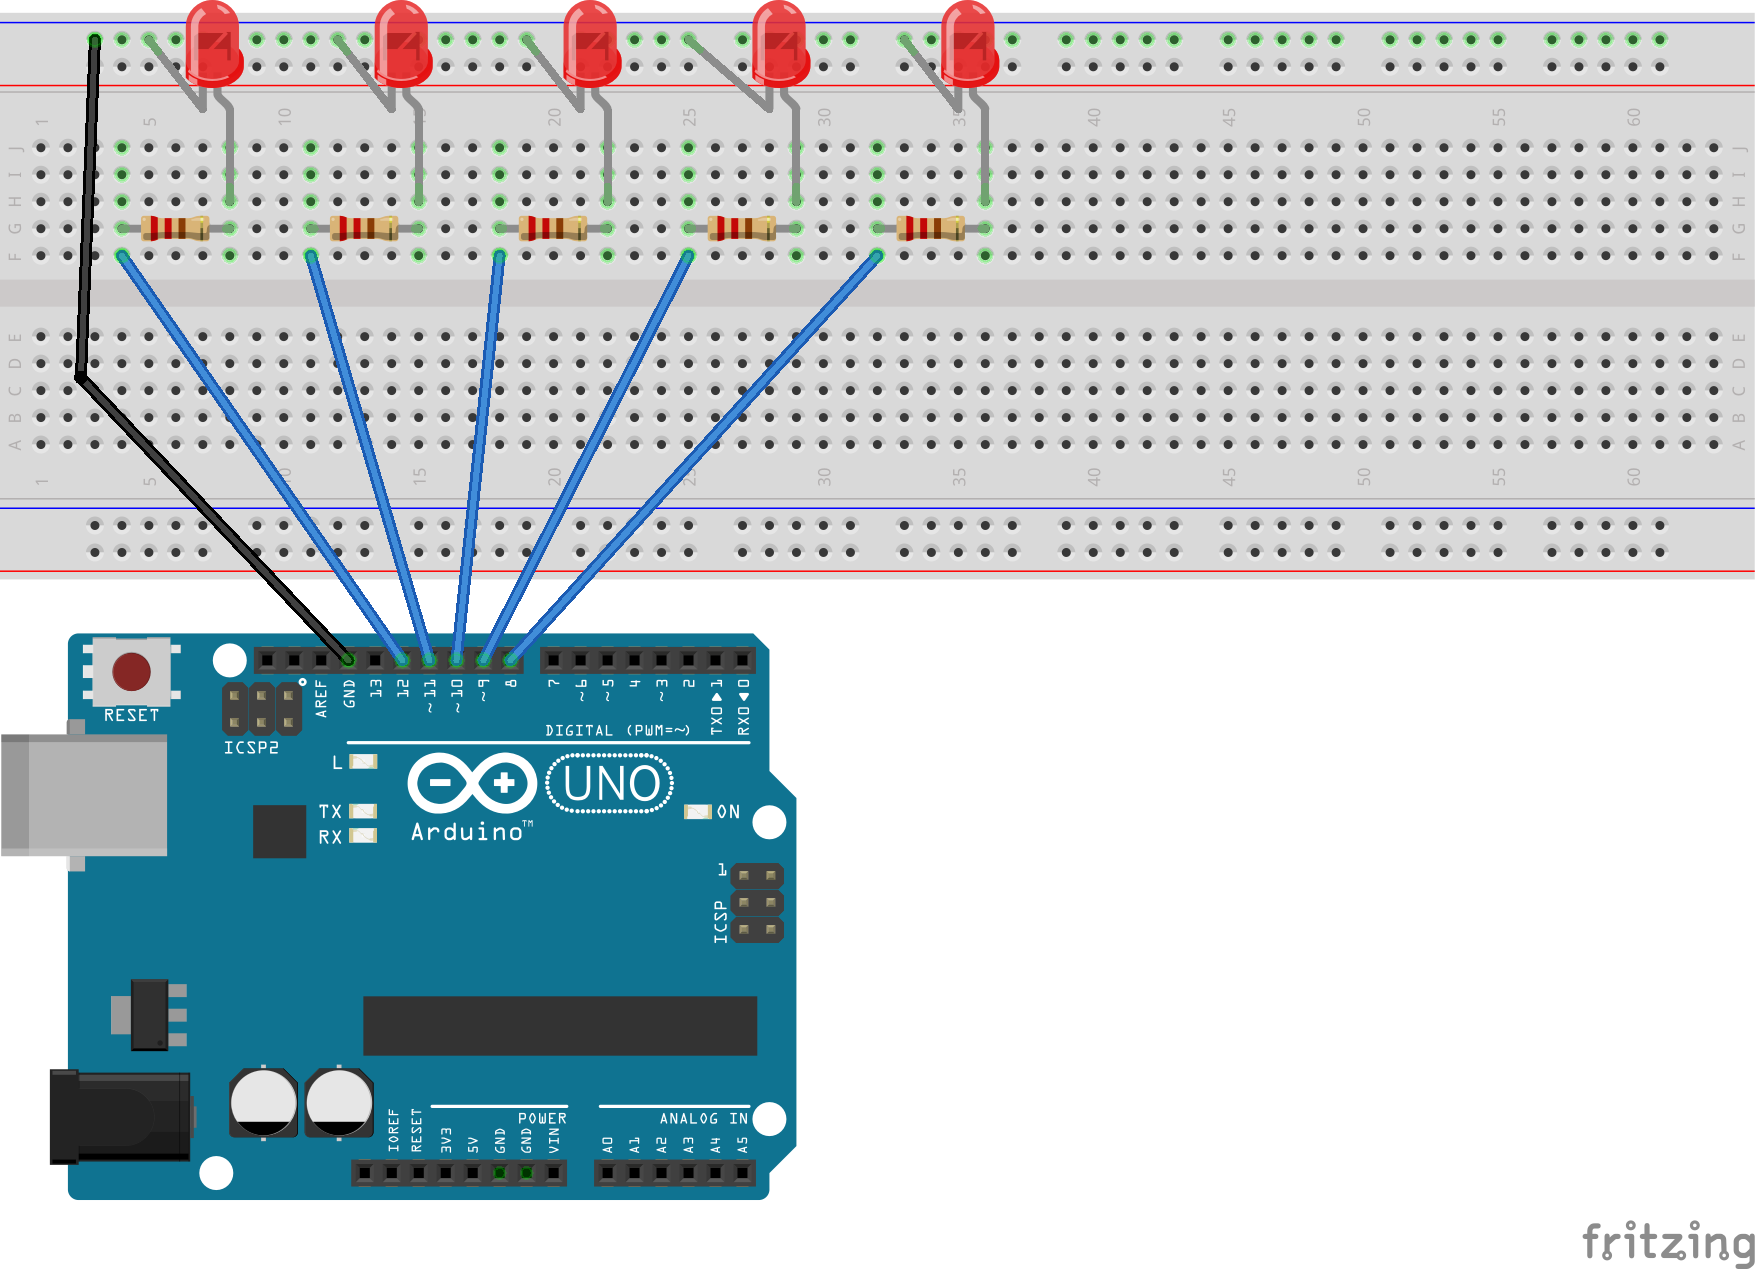 1 5 10 15 20 25 30 35 40 45 50 55 60
J J
I I
H H
G G
F F
E E
D D
C C
B B
A A
1 5 10 15 20 25 30 35 40 45 50 55 60
RESET
ICSP2
AREF GND 13 12 ~11 ~10 ~9 8 7 ~6 ~5 4 ~3 2 TX0▶1 RX0◀0
DIGITAL (PWM=~)
L
TX
RX
UNO
Arduino™
ON
1
ICSP
POWER
ANALOG IN
IOREF RESET 3V3 5V GND GND VIN A0 A1 A2 A3 A4 A5
fritzing